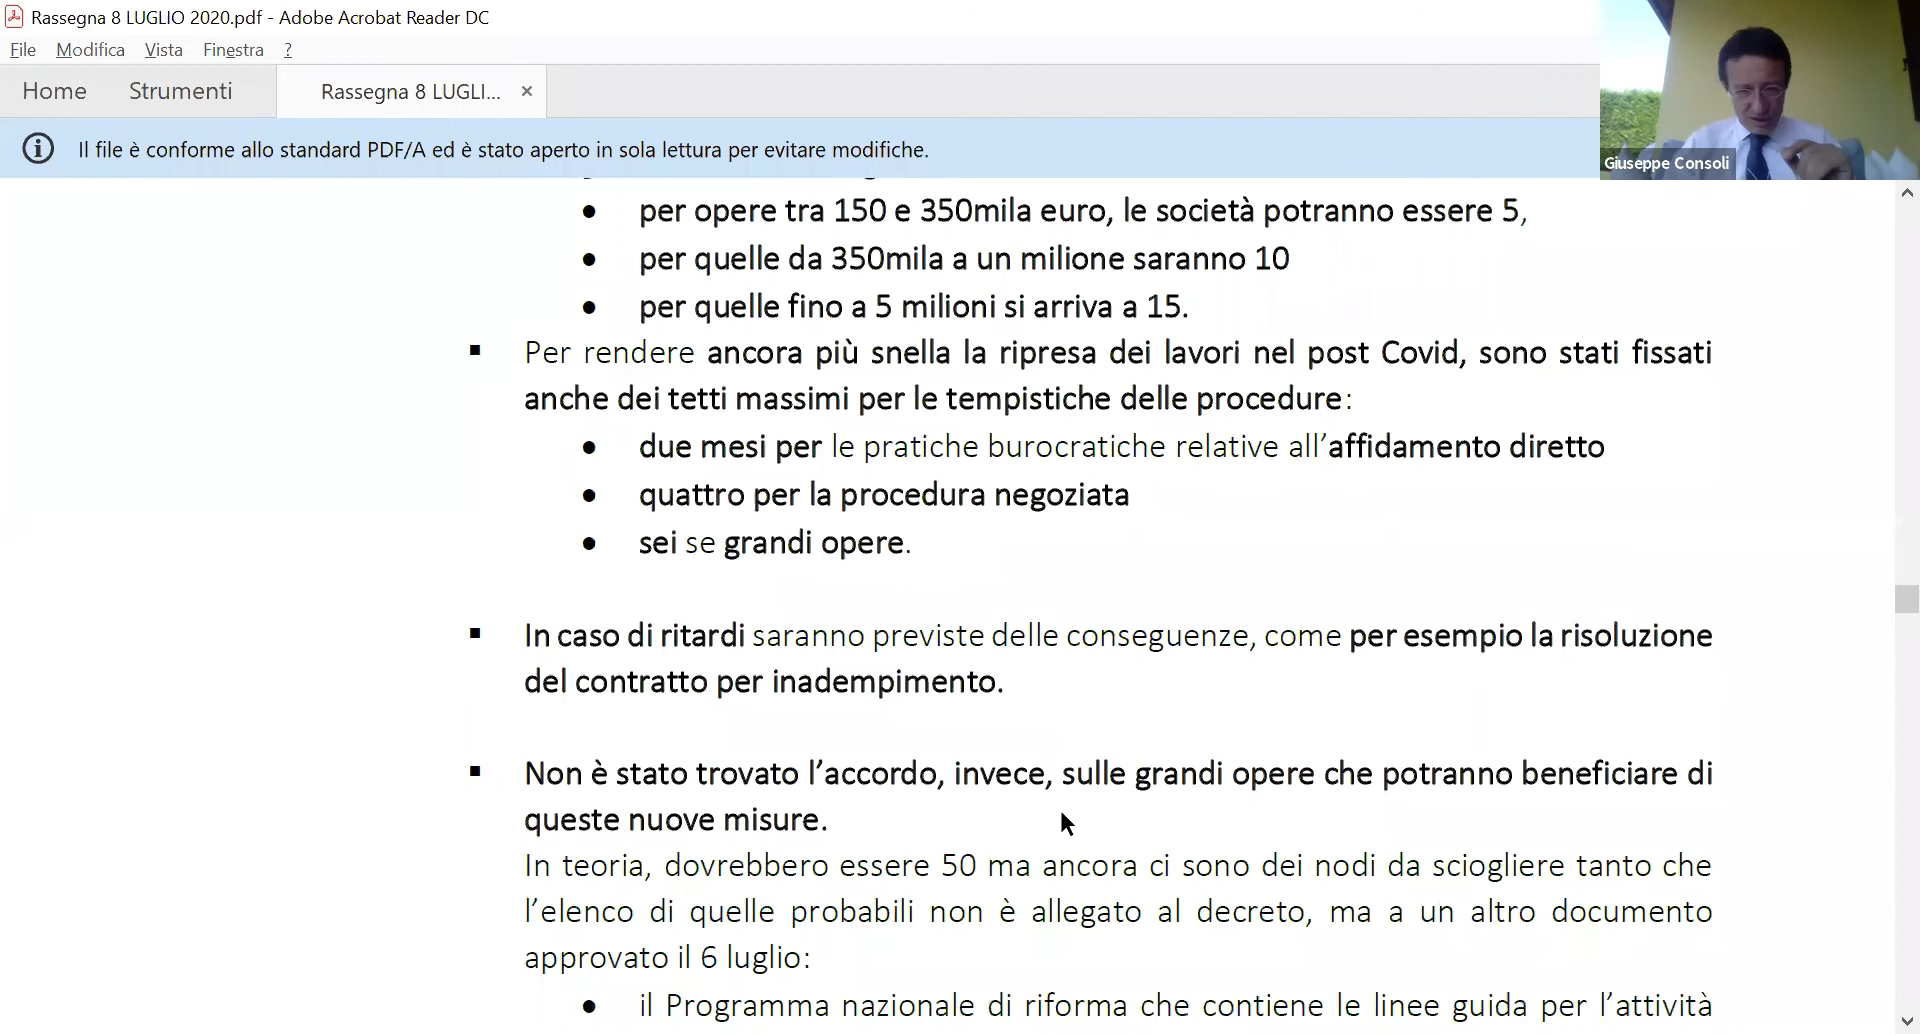 Rassegna 8 LUGLIO 2020.pdf - Adobe Acrobat Reader DC
File Modifica Vista Finestra ?
Home Strumenti Rassegna 8 LUGLI... ×
Il file è conforme allo standard PDF/A ed è stato aperto in sola lettura per evitare modifiche.
Giuseppe Consoli
• per opere tra 150 e 350mila euro, le società potranno essere 5,
• per quelle da 350mila a un milione saranno 10
• per quelle fino a 5 milioni si arriva a 15.
▪ Per rendere ancora più snella la ripresa dei lavori nel post Covid, sono stati fissati
anche dei tetti massimi per le tempistiche delle procedure:
• due mesi per le pratiche burocratiche relative all’affidamento diretto
• quattro per la procedura negoziata
• sei se grandi opere.
▪ In caso di ritardi saranno previste delle conseguenze, come per esempio la risoluzione
del contratto per inadempimento.
▪ Non è stato trovato l’accordo, invece, sulle grandi opere che potranno beneficiare di
queste nuove misure.
In teoria, dovrebbero essere 50 ma ancora ci sono dei nodi da sciogliere tanto che
l’elenco di quelle probabili non è allegato al decreto, ma a un altro documento
approvato il 6 luglio:
• il Programma nazionale di riforma che contiene le linee guida per l’attività